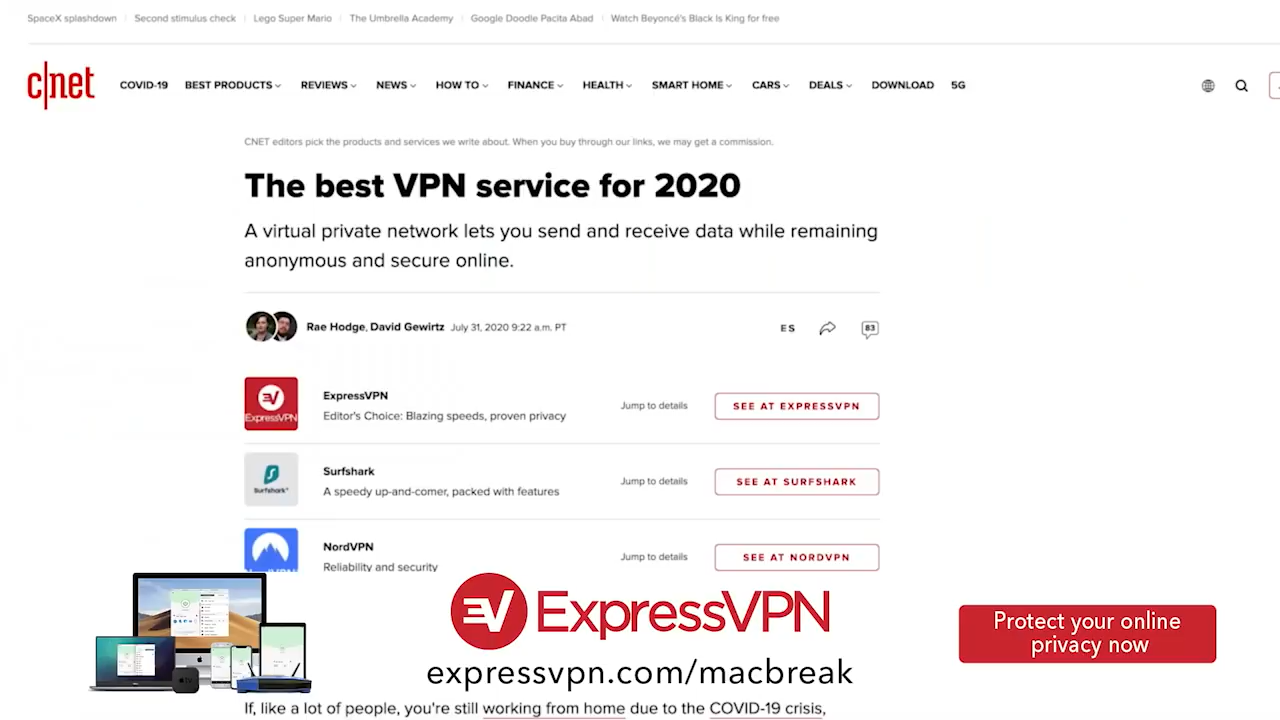 SpaceX splashdown | Second stimulus check | Lego Super Mario | The Umbrella Academy | Google Doodle Pacita Abad | Watch Beyoncé's Black Is King for free
c|net COVID-19 BEST PRODUCTS REVIEWS NEWS HOW TO FINANCE HEALTH SMART HOME CARS DEALS DOWNLOAD 5G
CNET editors pick the products and services we write about. When you buy through our links, we may get a commission.
The best VPN service for 2020
A virtual private network lets you send and receive data while remaining
anonymous and secure online.
Rae Hodge, David Gewirtz July 31, 2020 9:22 a.m. PT ES 83
EV
ExpressVPN
ExpressVPN
Editor's Choice: Blazing speeds, proven privacy
Jump to details
SEE AT EXPRESSVPN
Surfshark
Surfshark
A speedy up-and-comer, packed with features
Jump to details
SEE AT SURFSHARK
NordVPN
Reliability and security
Jump to details
SEE AT NORDVPN
EV ExpressVPN
expressvpn.com/macbreak
Protect your online
privacy now
If, like a lot of people, you're still working from home due to the COVID-19 crisis,